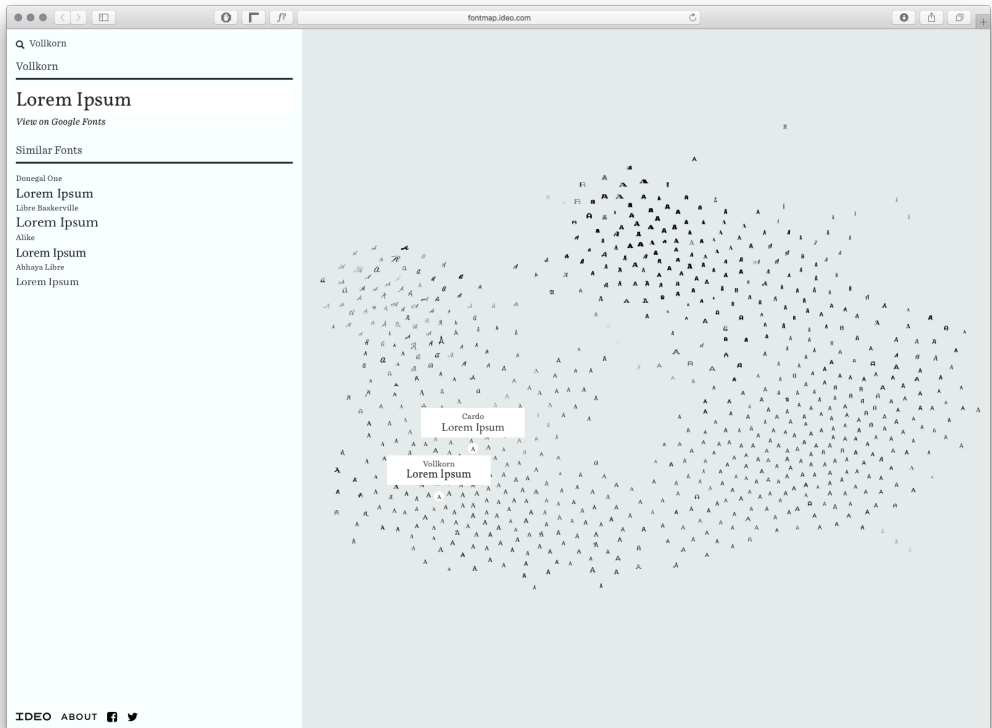 f?
fontmap.ideo.com
Vollkorn
Vollkorn
Lorem Ipsum
View on Google Fonts
Similar Fonts
Donegal One
Lorem Ipsum
Libre Baskerville
Lorem Ipsum
Alike
Lorem Ipsum
Abhaya Libre
Lorem Ipsum
Cardo
Lorem Ipsum
Vollkorn
Lorem Ipsum
IDEO ABOUT